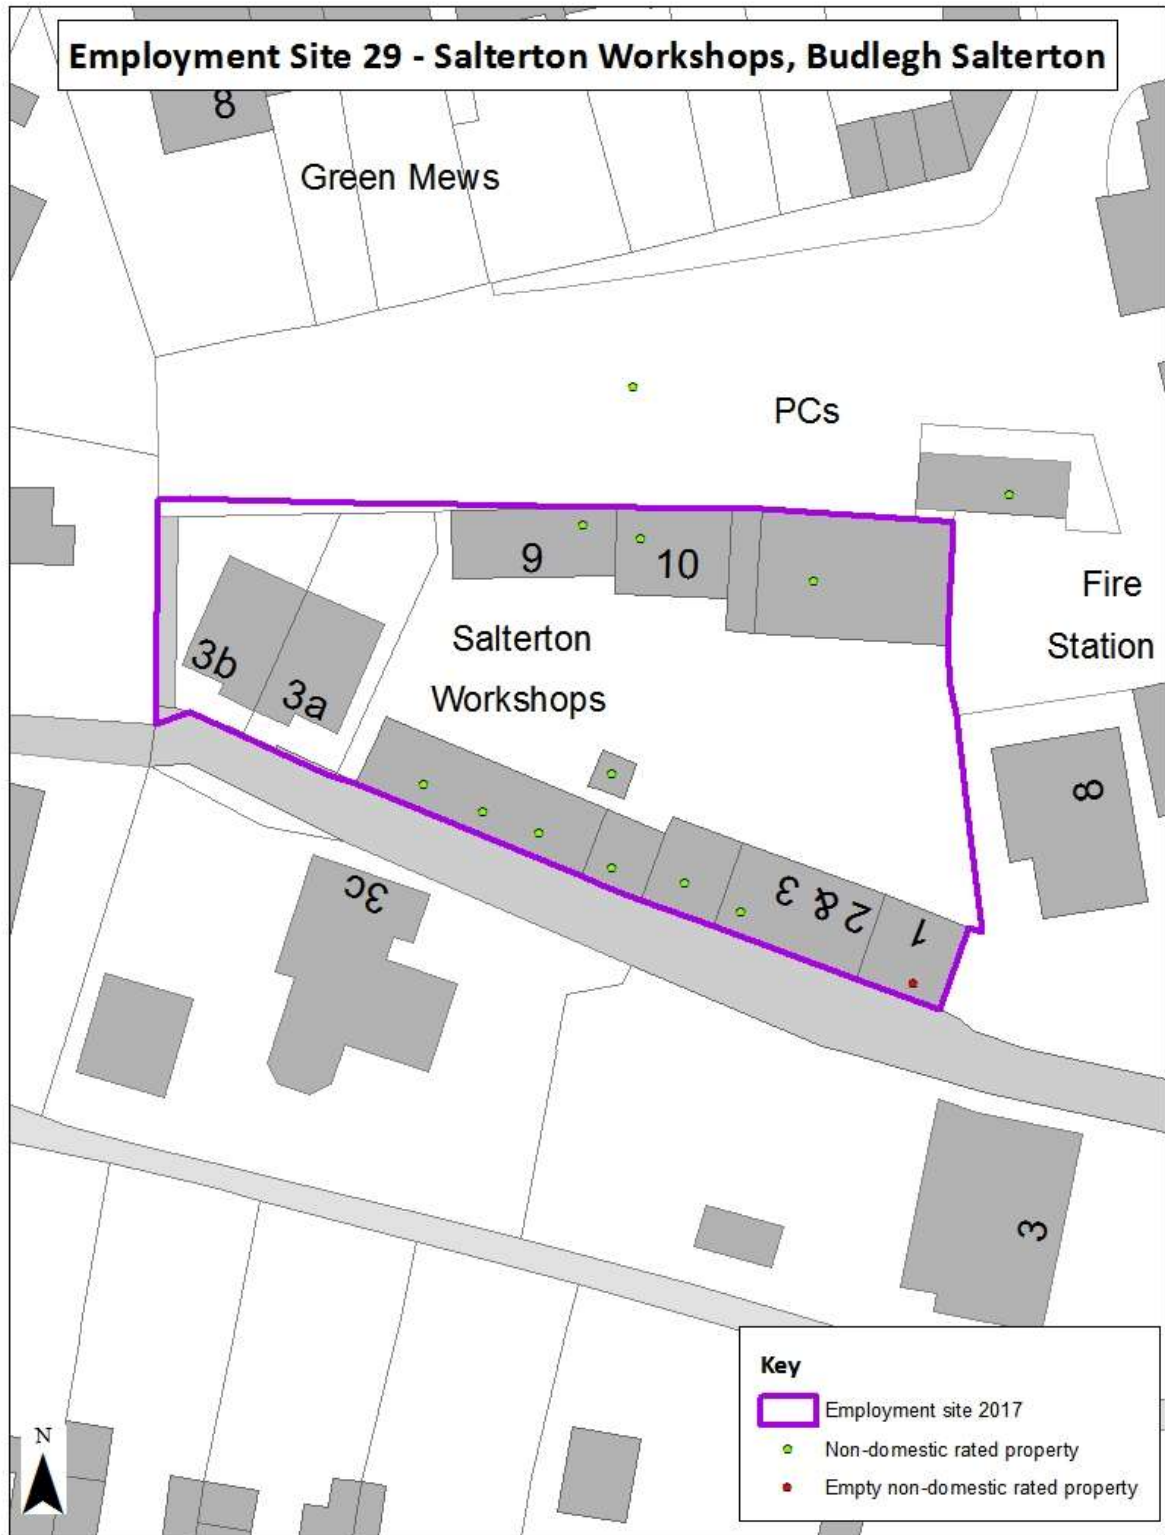 Employment Site 29 - Salterton Workshops, Budlegh Salterton
8
Green Mews
PCs
9
10
Fire
Station
Salterton
Workshops
3b
3a
8
3c
2 & 3
1
3
Key
Employment site 2017
Non-domestic rated property
Empty non-domestic rated property
N